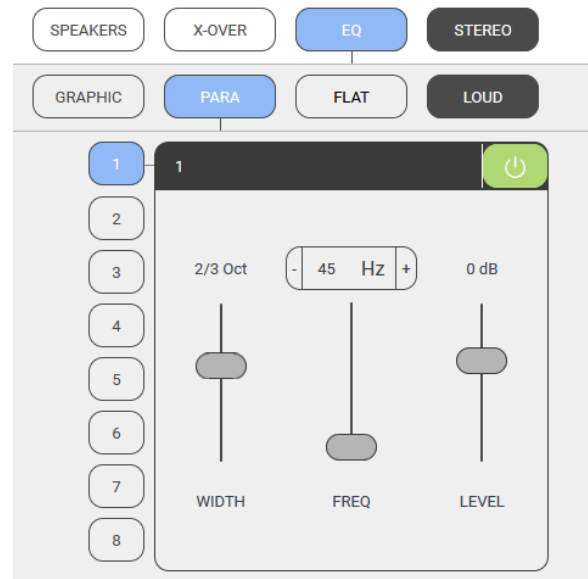 SPEAKERS X-OVER EQ STEREO
GRAPHIC PARA FLAT LOUD
1 1
2
3 2/3 Oct - 45 Hz + 0 dB
4
5
6
7 WIDTH FREQ LEVEL
8